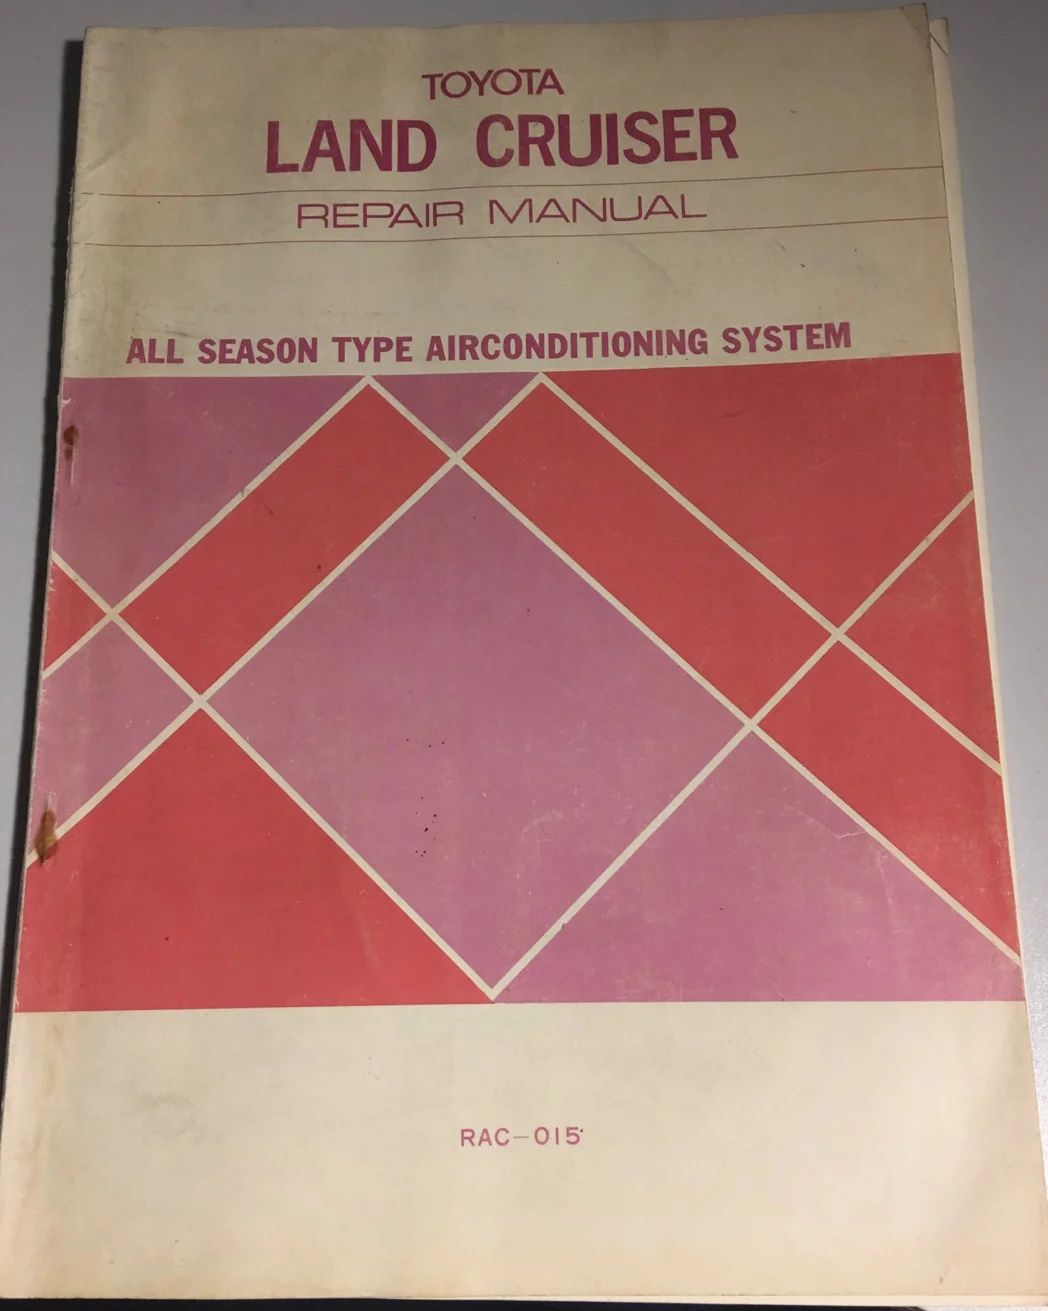 TOYOTA
LAND CRUISER
REPAIR MANUAL
ALL SEASON TYPE AIRCONDITIONING SYSTEM
RAC-015